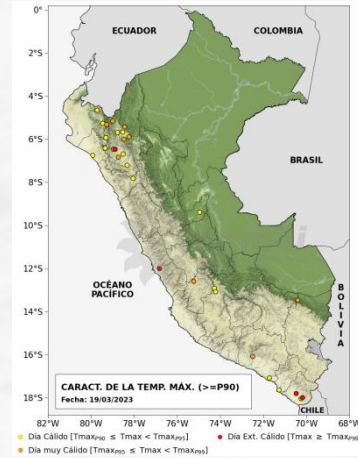 ECUADOR
COLOMBIA
BRASIL
BOLIVIA
OCÉANO
PACÍFICO
CHILE
0°
2°S
4°S
6°S
8°S
10°S
12°S
14°S
16°S
18°S
CARACT. DE LA TEMP. MÁX. (>=P90)
Fecha: 19/03/2023
82°W 80°W 78°W 76°W 74°W 72°W 70°W 68°W
Día Cálido [TmaxP90 ≤ Tmax < TmaxP95] Día Ext. Cálido [Tmax ≥ TmaxP99]
Día muy Cálido [TmaxP95 ≤ Tmax < TmaxP99]